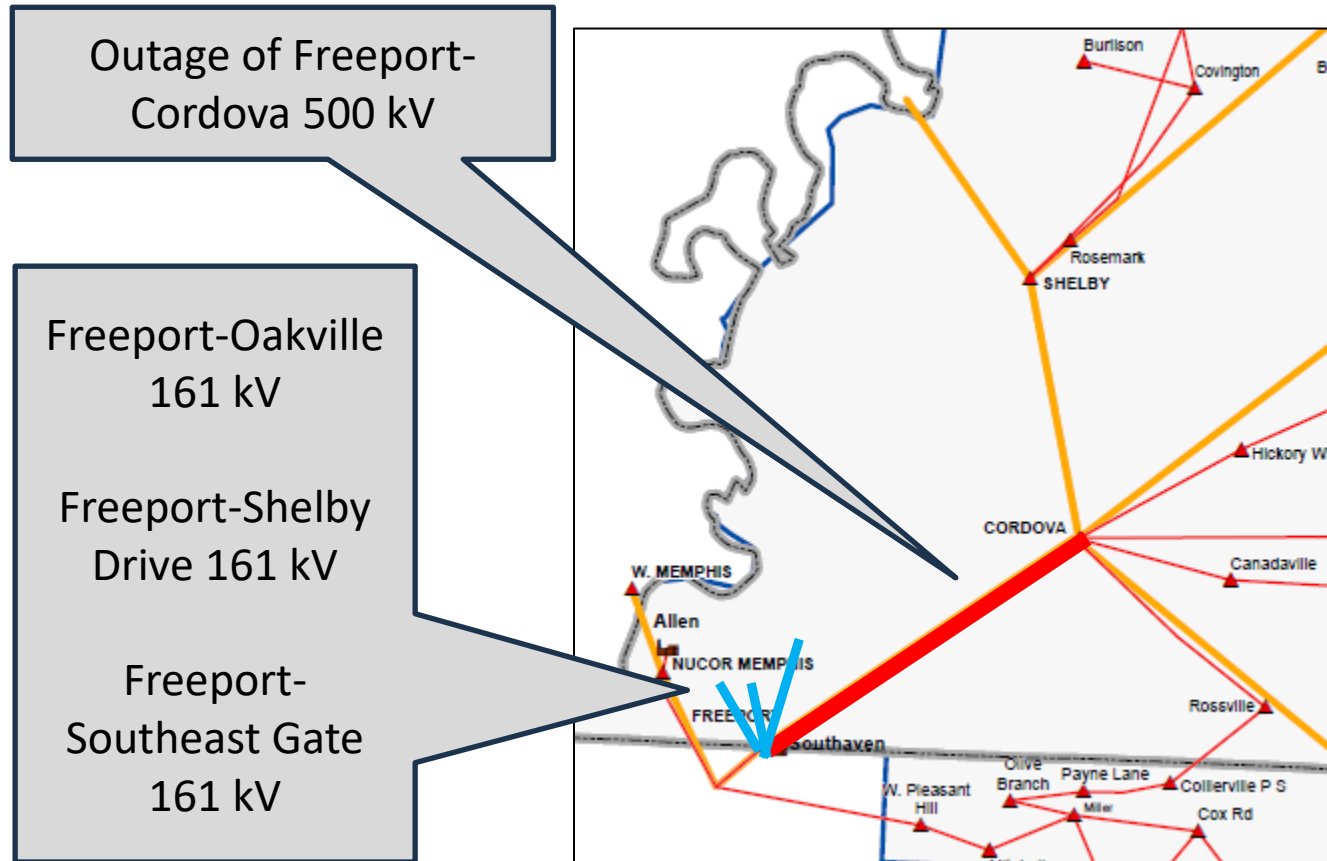 Outage of Freeport-
Cordova 500 kV
Freeport-Oakville
161 kV
Freeport-Shelby
Drive 161 kV
Freeport-
Southeast Gate
161 kV
Burlison
Covington
B
Rosemark
SHELBY
Hickory W
CORDOVA
Canadaville
W. MEMPHIS
Allen
NUCOR MEMPHIS
FREEPORT
Southaven
Rossville
Olive
Branch
Payne Lane
Collierville P S
W. Pleasant
Hill
Miller
Cox Rd